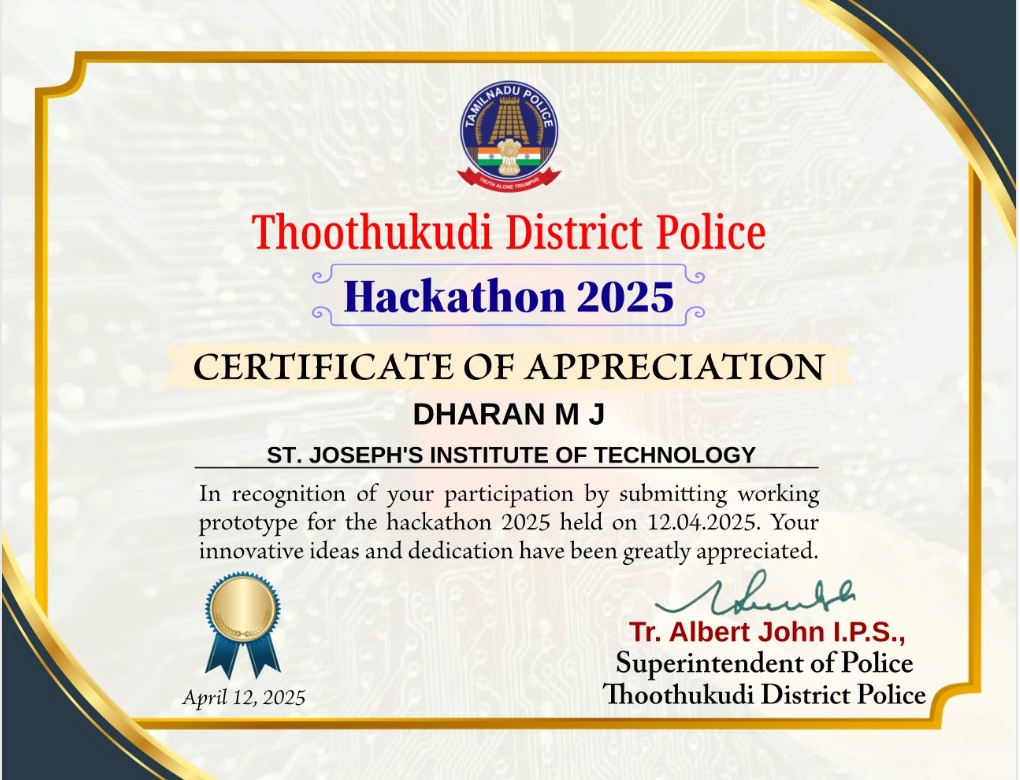 TAMILNADU POLICE
TRUTH ALONE TRIUMPHS
Thoothukudi District Police
Hackathon 2025
CERTIFICATE OF APPRECIATION
DHARAN M J
ST. JOSEPH'S INSTITUTE OF TECHNOLOGY
In recognition of your participation by submitting working
prototype for the hackathon 2025 held on 12.04.2025. Your
innovative ideas and dedication have been greatly appreciated.
Tr. Albert John I.P.S.,
Superintendent of Police
Thoothukudi District Police
April 12, 2025